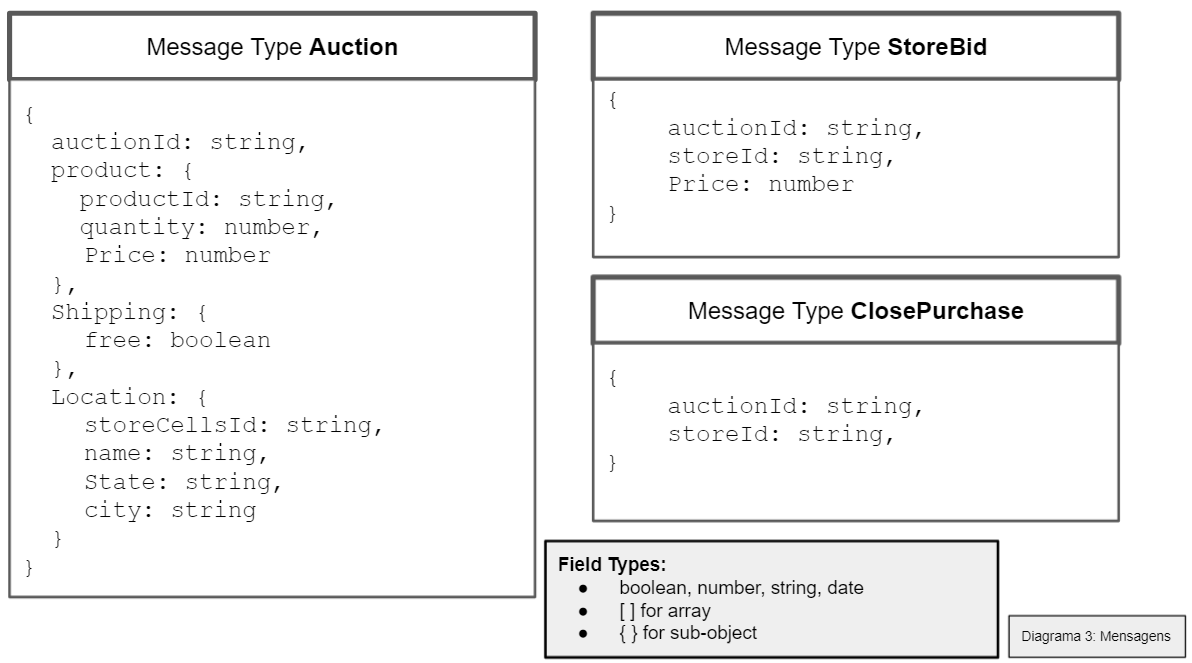 Message Type Auction
{
auctionId: string,
product: {
productId: string,
quantity: number,
Price: number
},
Shipping: {
free: boolean
},
Location: {
storeCellsId: string,
name: string,
State: string,
city: string
}
}
Message Type StoreBid
{
auctionId: string,
storeId: string,
Price: number
}
Message Type ClosePurchase
{
auctionId: string,
storeId: string,
}
Field Types:
● boolean, number, string, date
● [ ] for array
● { } for sub-object
Diagrama 3: Mensagens